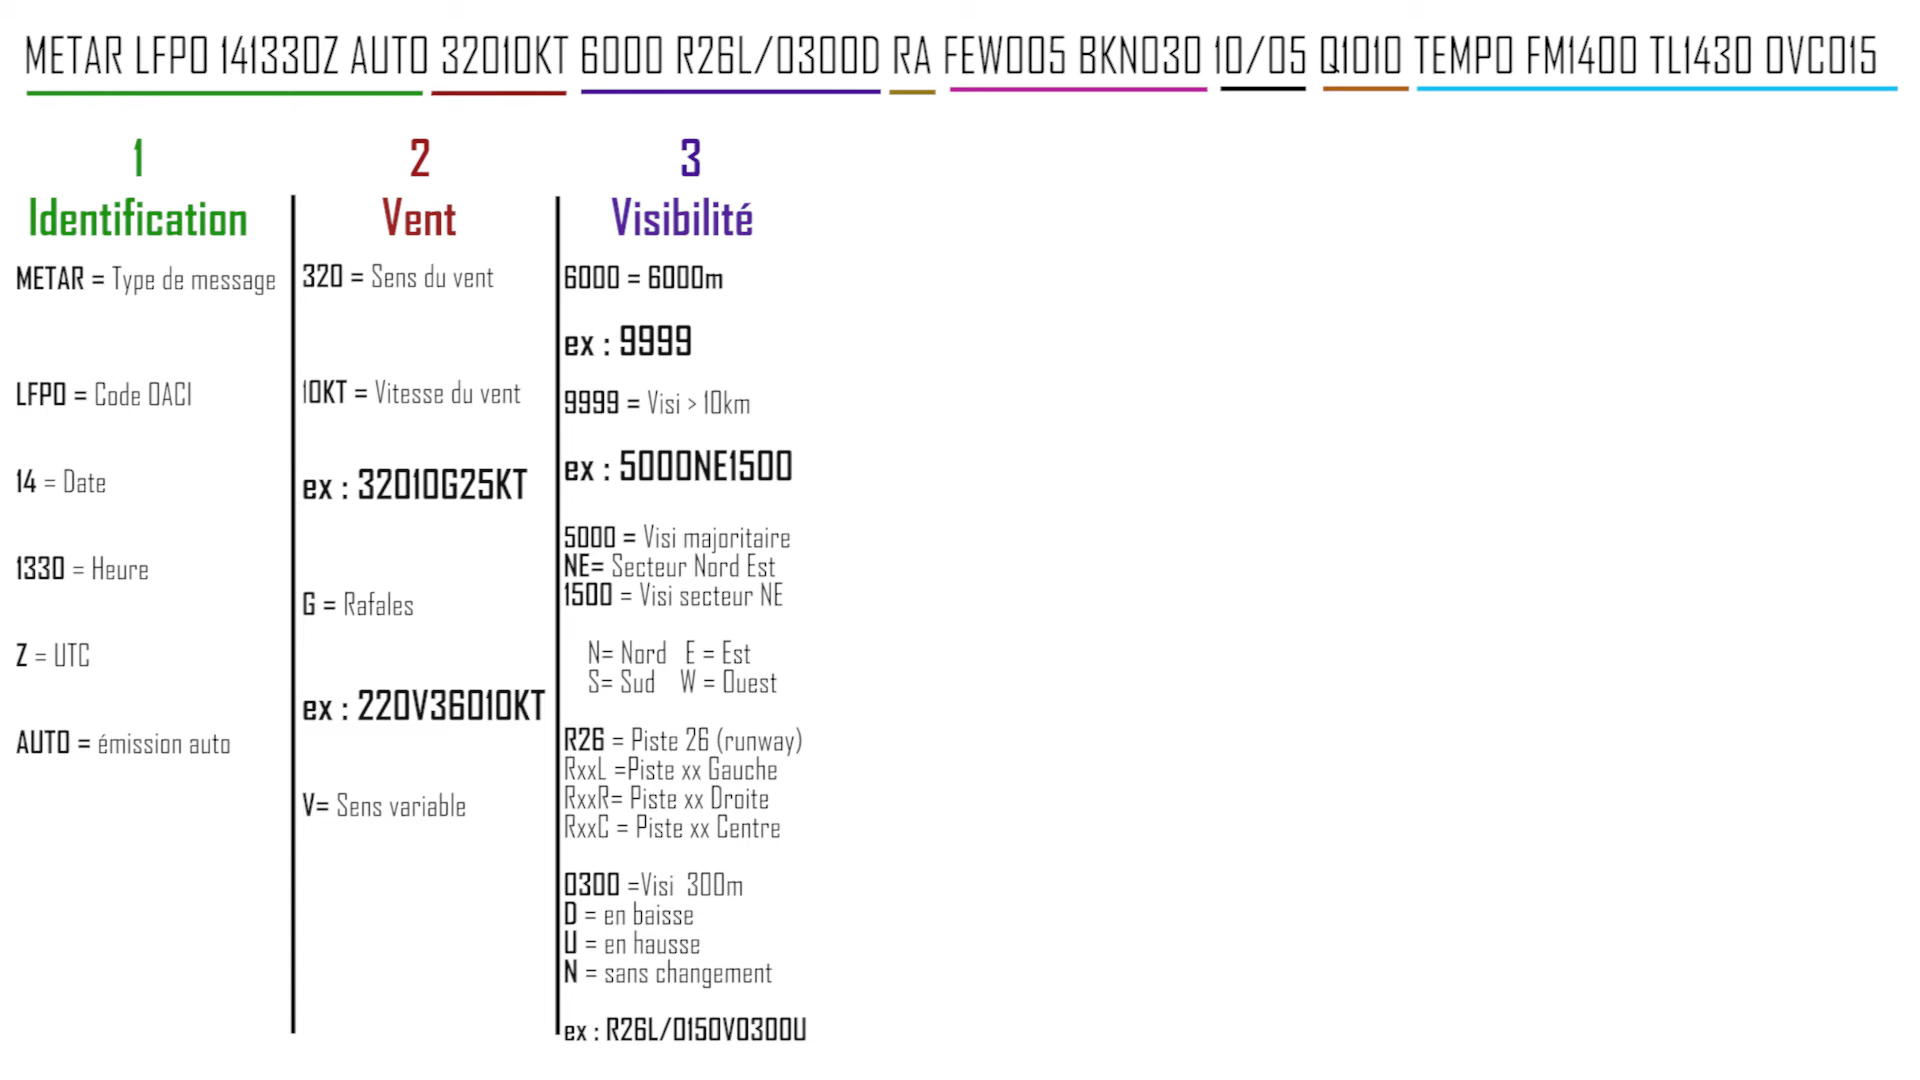 METAR LFPO 141330Z AUTO 32010KT 6000 R26L/0300D RA FEW005 BKN030 10/05 Q1010 TEMPO FM1400 TL1430 OVC015
1
Identification
METAR = Type de message
LFPO = Code OACI
14 = Date
1330 = Heure
Z = UTC
AUTO = émission auto
2
Vent
320 = Sens du vent
10KT = Vitesse du vent
ex : 32010G25KT
G = Rafales
ex : 220V36010KT
V= Sens variable
3
Visibilité
6000 = 6000m
ex : 9999
9999 = Visi > 10km
ex : 5000NE1500
5000 = Visi majoritaire
NE= Secteur Nord Est
1500 = Visi secteur NE
N= Nord E = Est
S= Sud W = Ouest
R26 = Piste 26 (runway)
RxxL =Piste xx Gauche
RxxR= Piste xx Droite
RxxC = Piste xx Centre
0300 =Visi 300m
D = en baisse
U = en hausse
N = sans changement
ex : R26L/0150V0300U